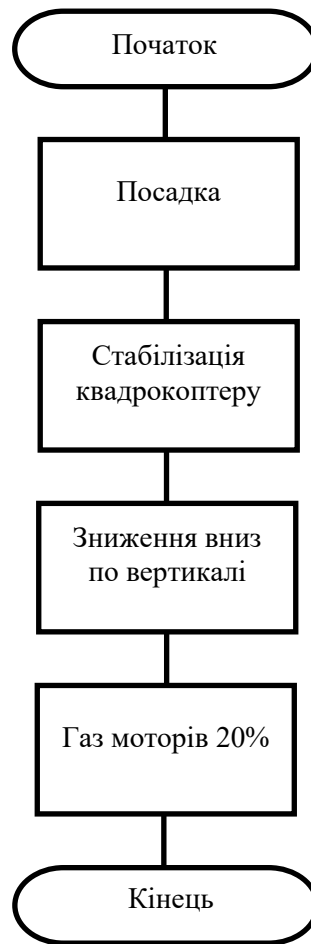 Початок
Посадка
Стабілізація
квадрокоптеру
Зниження вниз
по вертикалі
Газ моторів 20%
Кінець